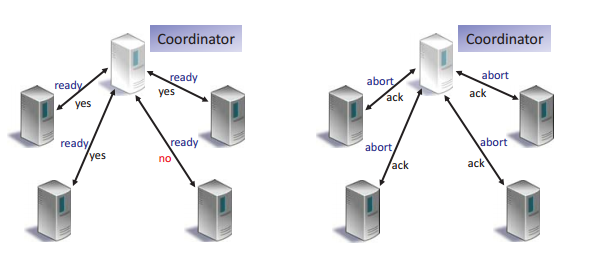 Coordinator
ready
yes
ready
yes
ready
yes
ready
no
Coordinator
abort
ack
abort
ack
abort
ack
abort
ack